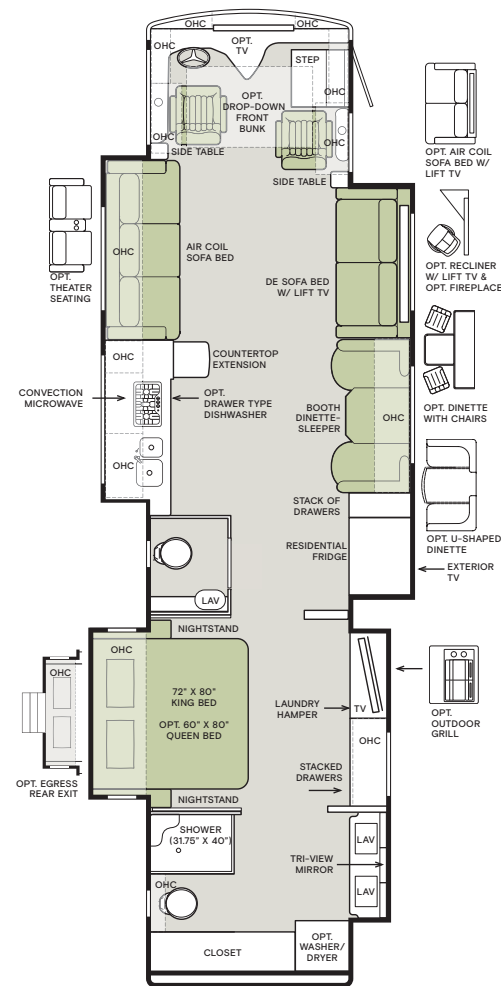 OHC
OHC
OHC
OPT.
TV
STEP
OHC
OPT.
DROP-DOWN
FRONT
BUNK
OHC
OHC
SIDE TABLE
SIDE TABLE
OPT. AIR COIL
SOFA BED W/
LIFT TV
OHC
AIR COIL
SOFA BED
OPT.
THEATER
SEATING
DE SOFA BED
W/ LIFT TV
OPT. RECLINER
W/ LIFT TV &
OPT. FIREPLACE
OHC
COUNTERTOP
EXTENSION
CONVECTION
MICROWAVE
OPT.
DRAWER TYPE
DISHWASHER
BOOTH
DINETTE-
SLEEPER
OHC
OPT. DINETTE
WITH CHAIRS
OHC
STACK OF
DRAWERS
RESIDENTIAL
FRIDGE
OPT. U-SHAPED
DINETTE
EXTERIOR
TV
LAV
NIGHTSTAND
OHC
72" X 80"
KING BED
OPT. 60" X 80"
QUEEN BED
OHC
OPT. EGRESS
REAR EXIT
NIGHTSTAND
LAUNDRY
HAMPER
TV
OHC
OPT.
OUTDOOR
GRILL
STACKED
DRAWERS
SHOWER
(31.75" X 40")
TRI-VIEW
MIRROR
LAV
LAV
OHC
CLOSET
OPT.
WASHER/
DRYER